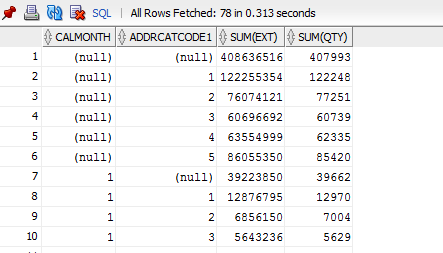 SQL | All Rows Fetched: 78 in 0.313 seconds
CALMONTH ADDRCATCODE1 SUM(EXT) SUM(QTY)
1 (null) (null) 408636516 407993
2 (null) 1 122255354 122248
3 (null) 2 76074121 77251
4 (null) 3 60696692 60739
5 (null) 4 63554999 62335
6 (null) 5 86055350 85420
7 1 (null) 39223850 39662
8 1 1 12876795 12970
9 1 2 6856150 7004
10 1 3 5643236 5629